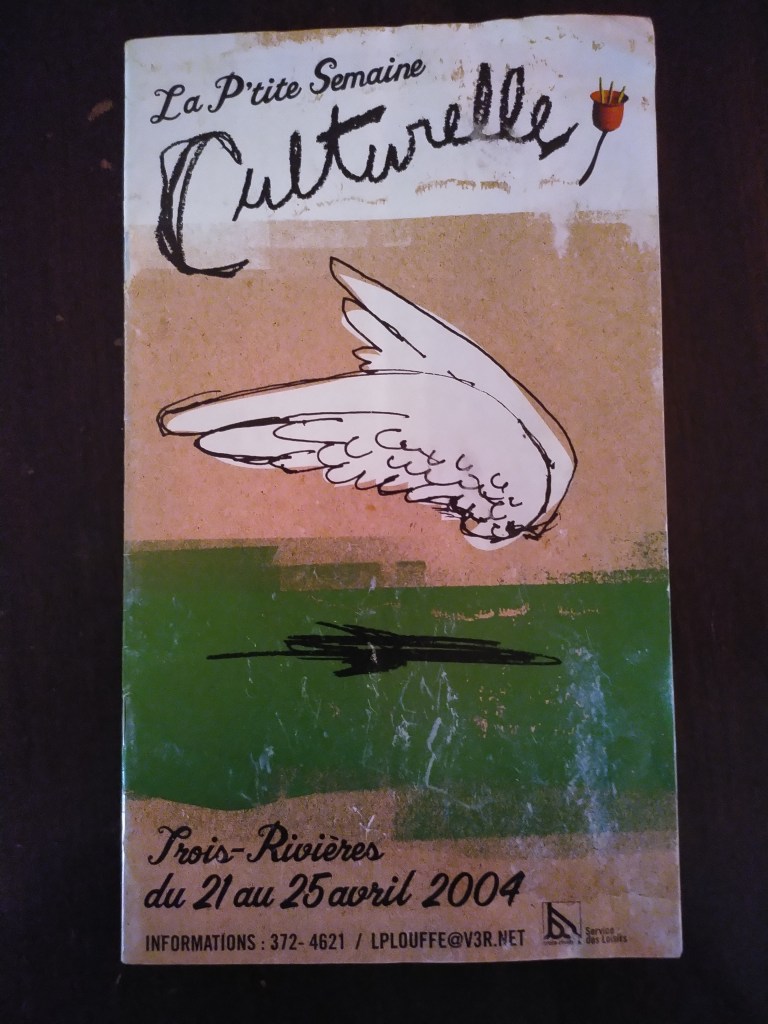 La P'tite Semaine
Culturelle
Trois-Rivières
du 21 au 25 avril 2004
INFORMATIONS : 372- 4621 / LPLOUFFE@V3R.NET
Service
des Loisirs